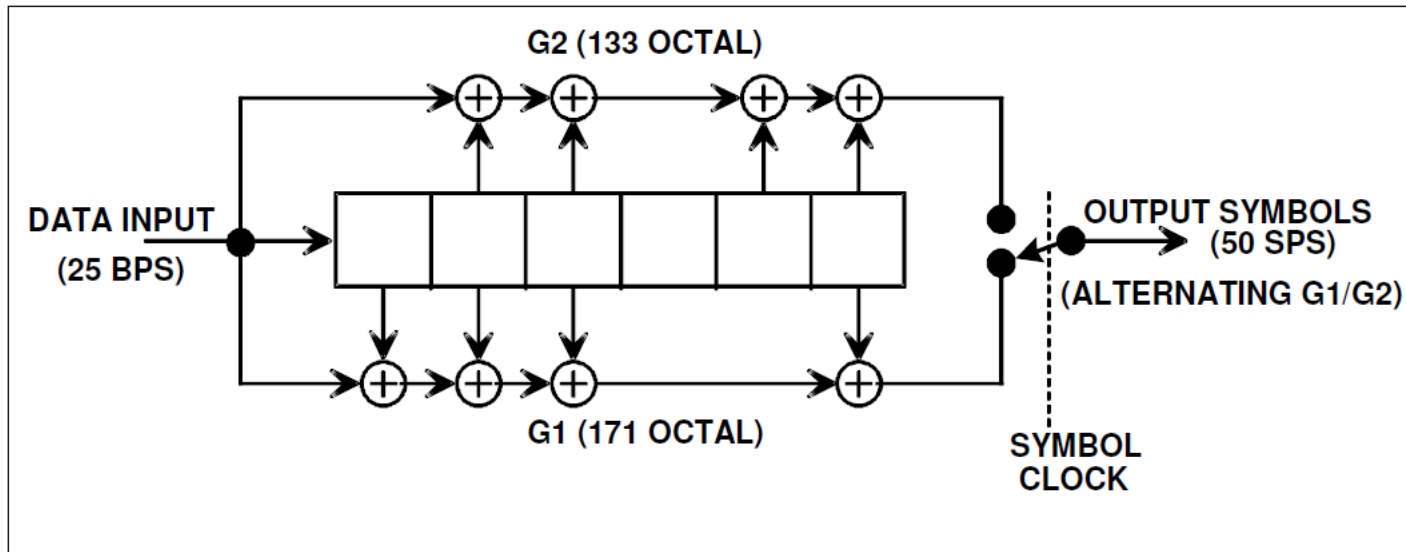 G2 (133 OCTAL)
DATA INPUT
(25 BPS)
OUTPUT SYMBOLS
(50 SPS)
(ALTERNATING G1/G2)
G1 (171 OCTAL)
SYMBOL
CLOCK